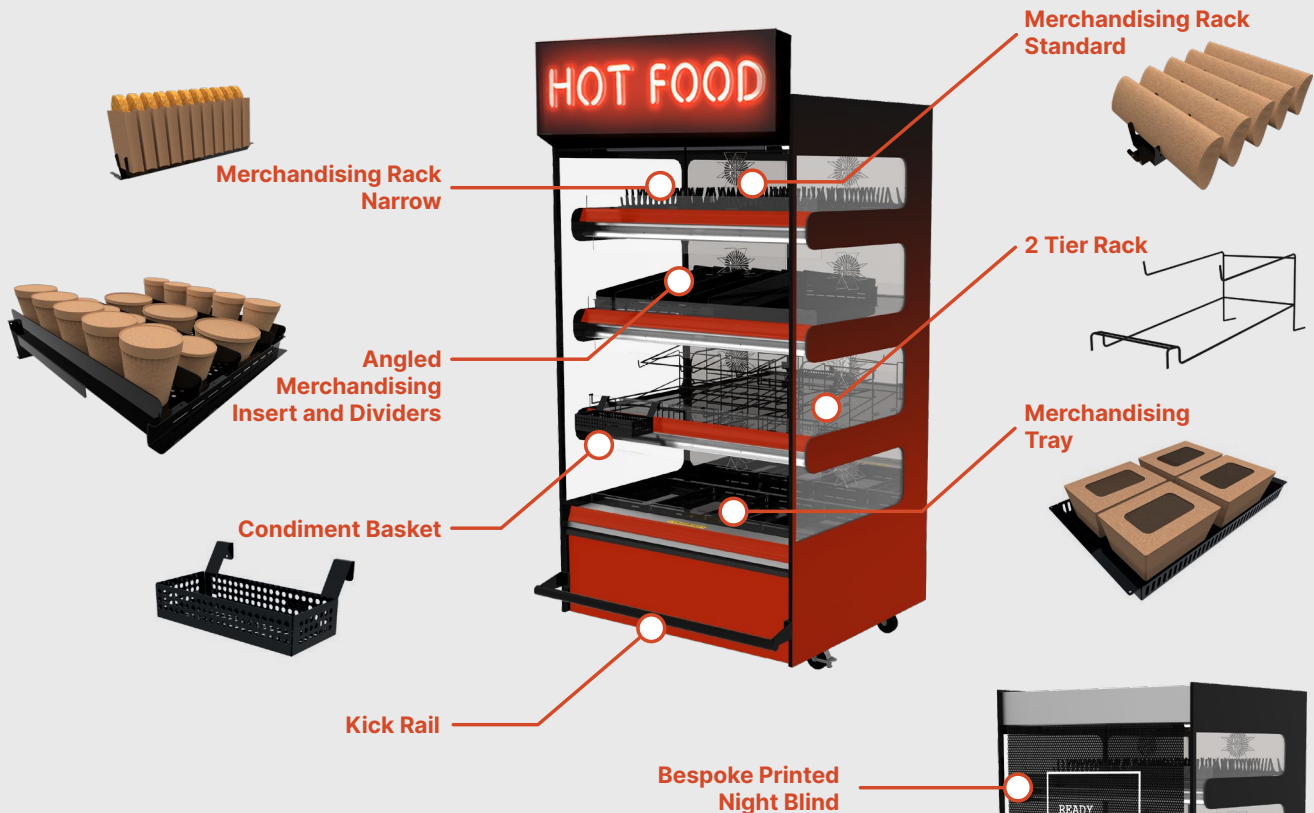 HOT FOOD
Merchandising Rack
Standard
Merchandising Rack
Narrow
2 Tier Rack
Angled
Merchandising
Insert and Dividers
Merchandising
Tray
Condiment Basket
Kick Rail
Bespoke Printed
Night Blind
READY